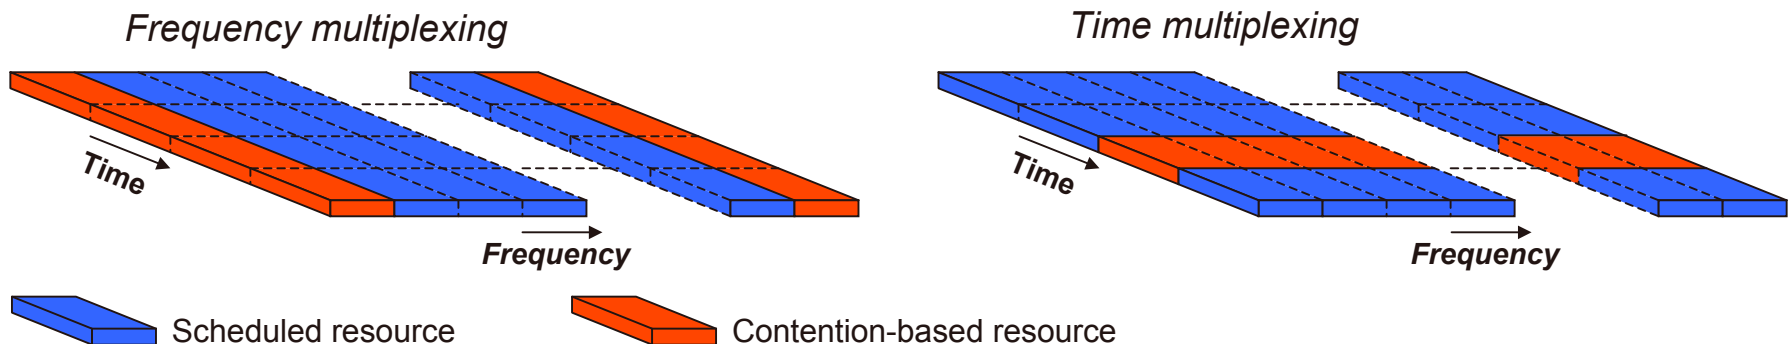 Frequency multiplexing
Time multiplexing
Time
Frequency
Time
Frequency
Scheduled resource
Contention-based resource